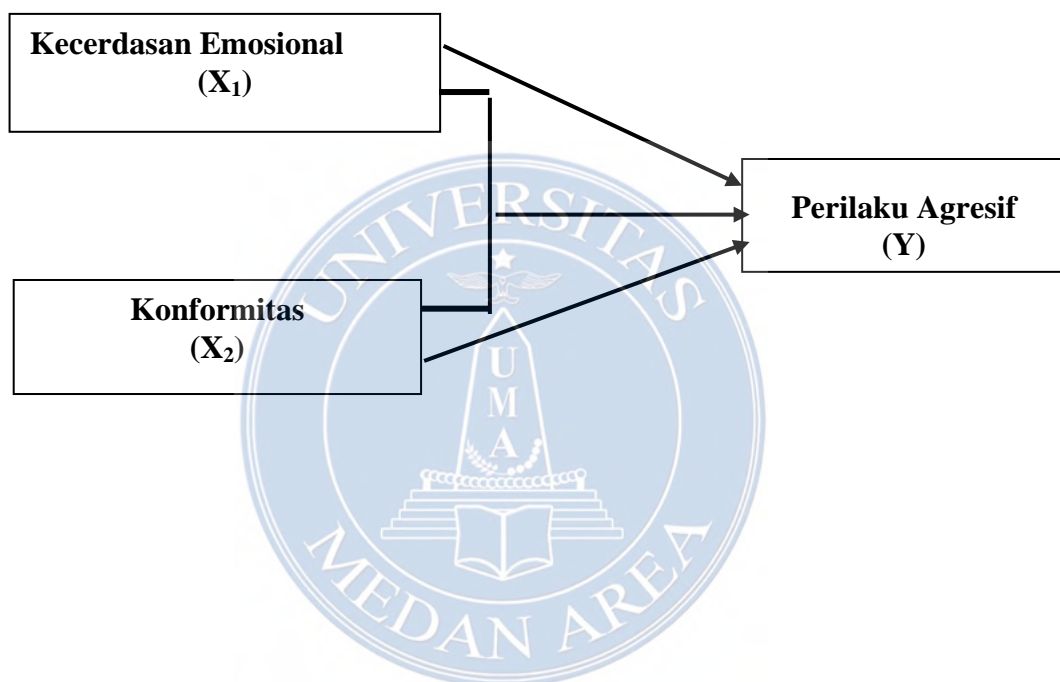 Kecerdasan Emosional
(X₁)
Perilaku Agresif
(Y)
Konformitas
(X₂)
UNIVERSITAS
U
M
A
MEDAN AREA